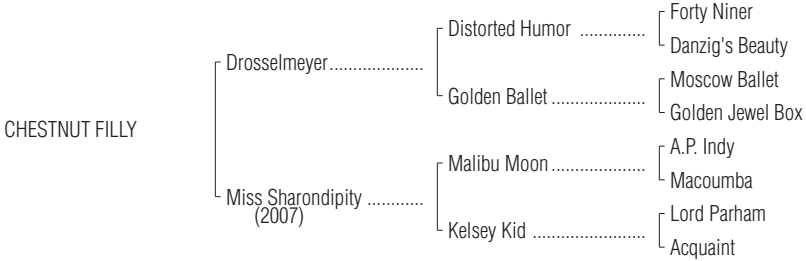 Forty Niner
Distorted Humor ..............
Danzig's Beauty
Drosselmeyer....................
Moscow Ballet
Golden Ballet ....................
Golden Jewel Box
CHESTNUT FILLY
A.P. Indy
Malibu Moon ....................
Macoumba
Miss Sharondipity ............
(2007)
Lord Parham
Kelsey Kid ........................
Acquaint